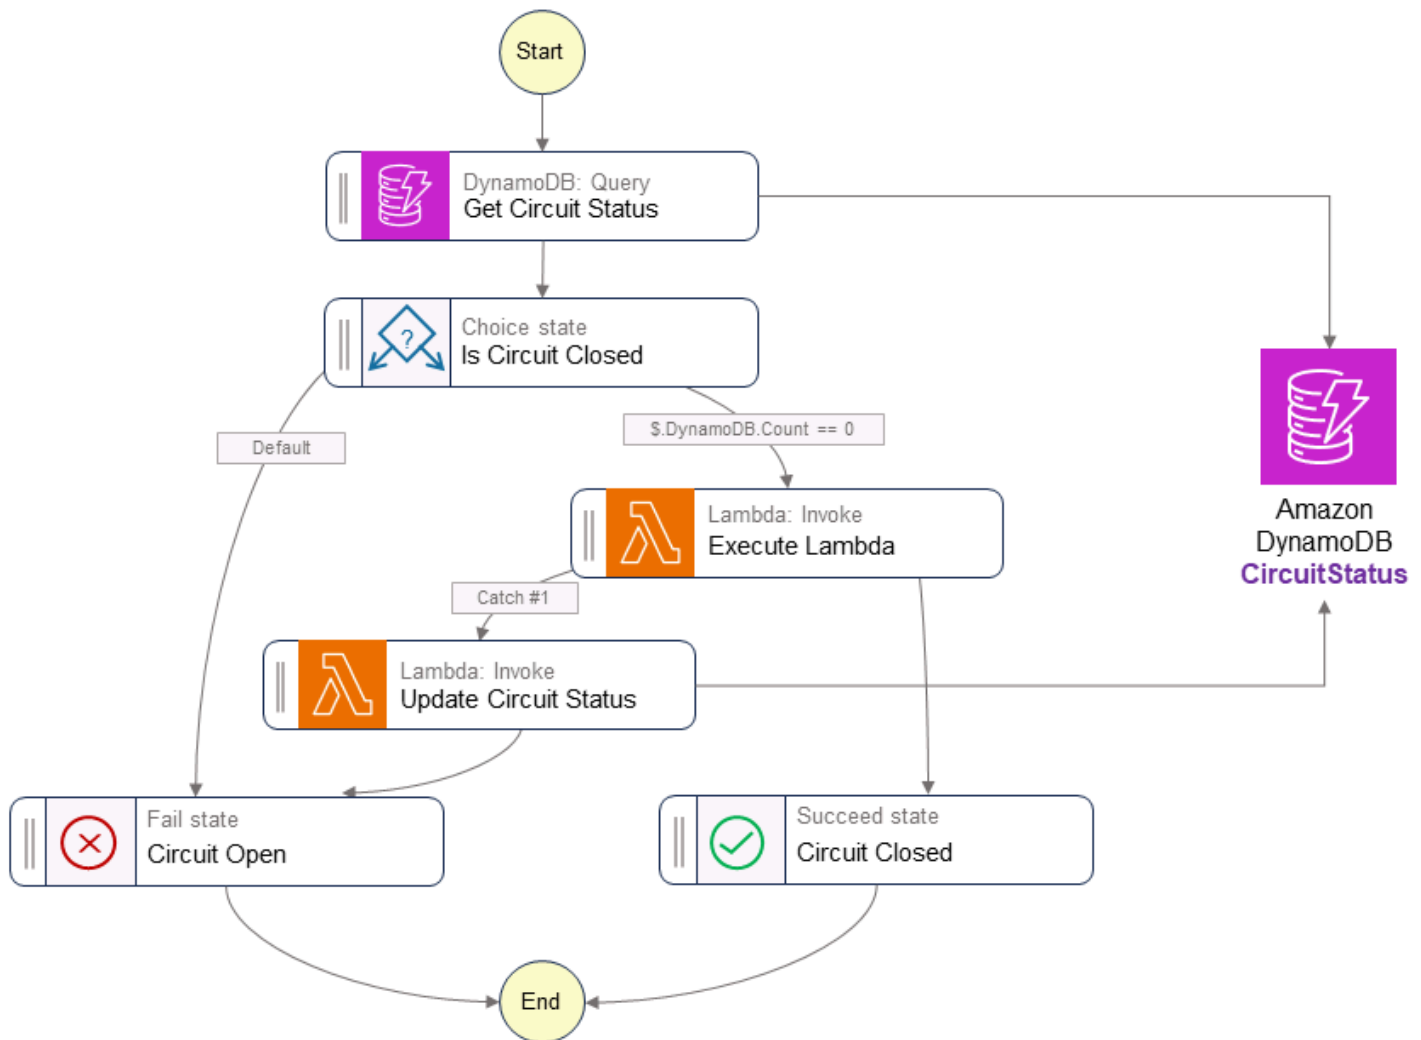 Start
DynamoDB: Query
Get Circuit Status
Choice state
Is Circuit Closed
?
Default
$.DynamoDB.Count == 0
Lambda: Invoke
Execute Lambda
Amazon
DynamoDB
CircuitStatus
Catch #1
Lambda: Invoke
Update Circuit Status
Fail state
Circuit Open
Succeed state
Circuit Closed
End